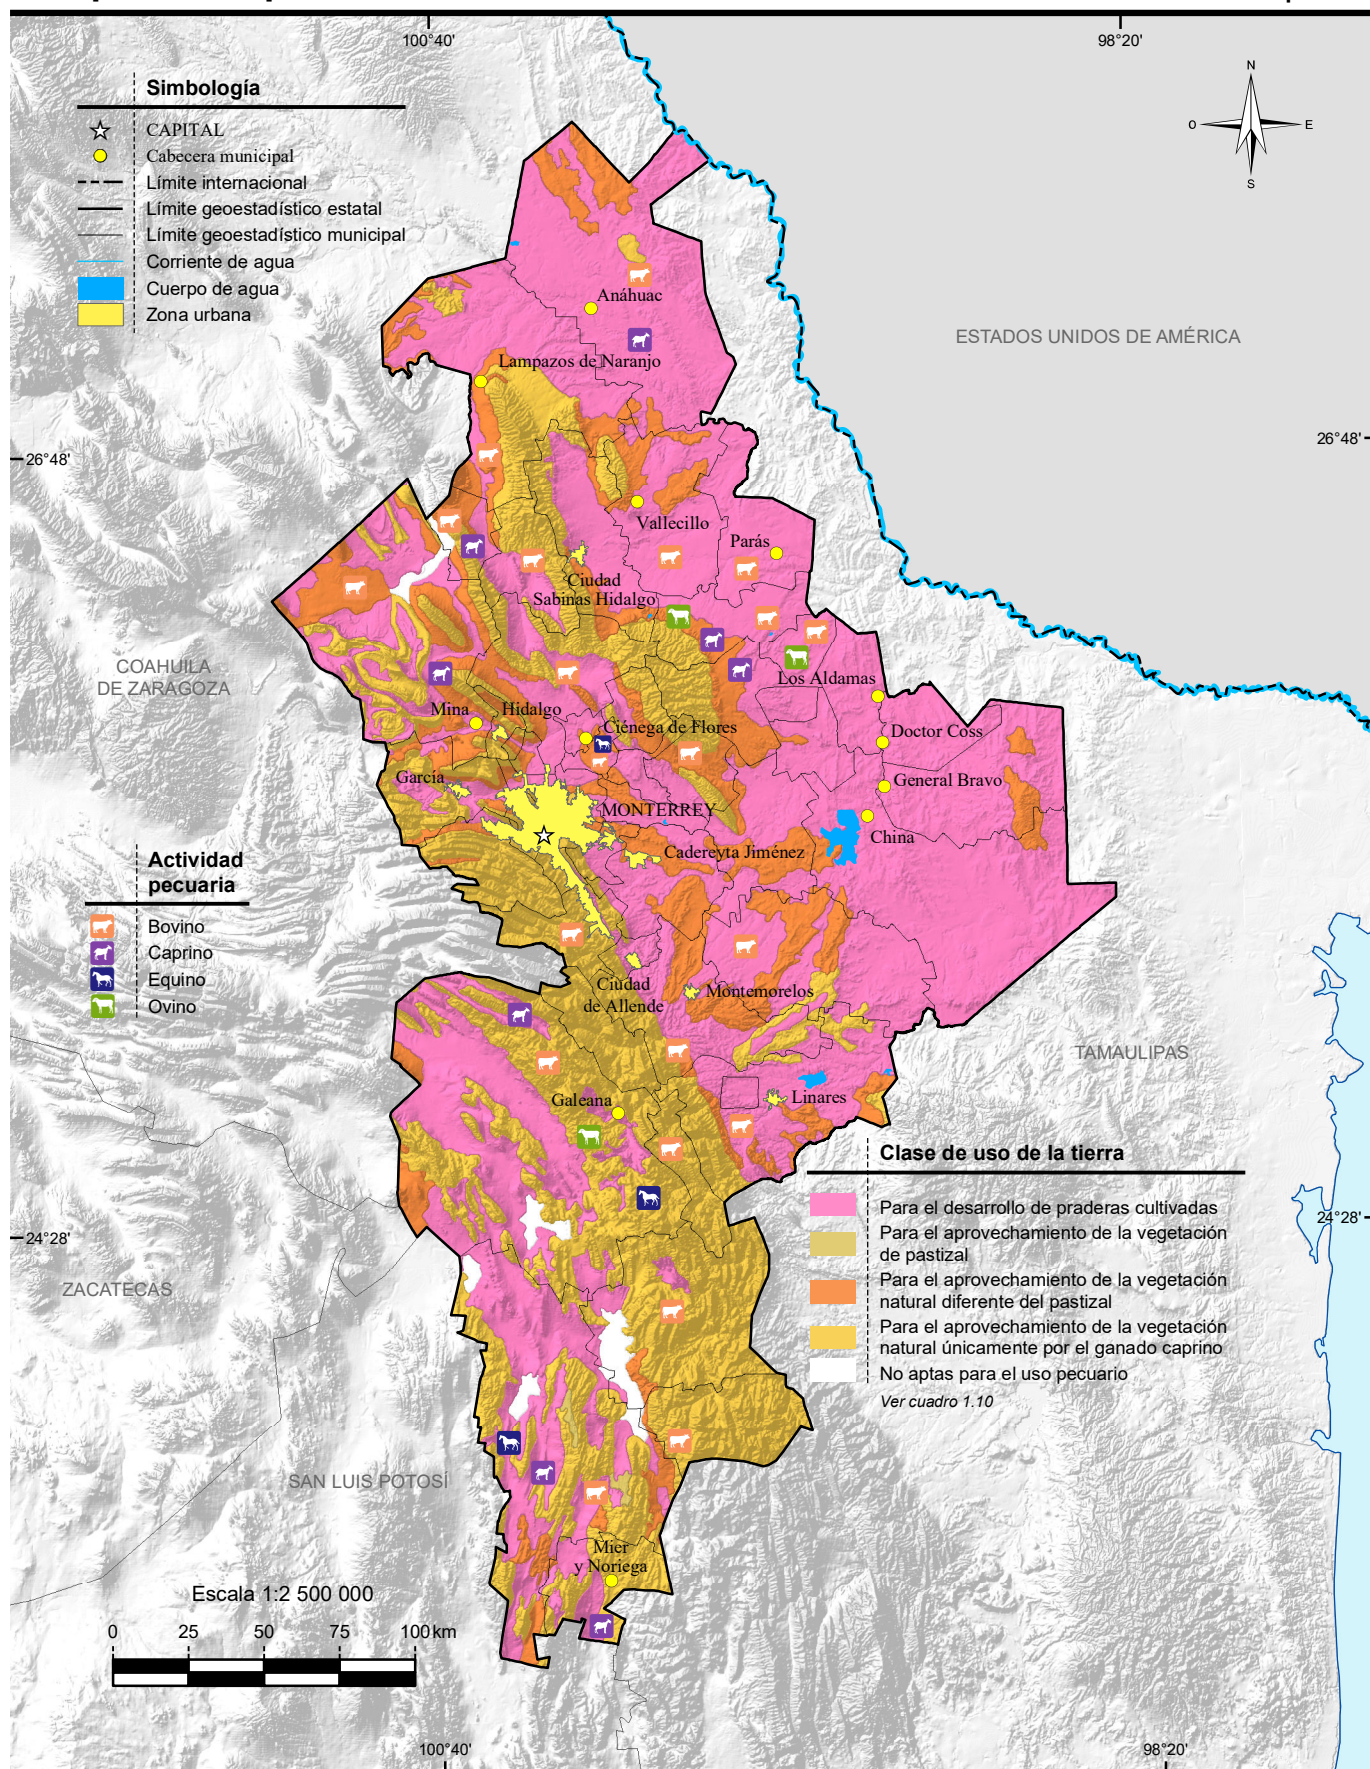 100°40'
98°20'
Simbología
CAPITAL
Cabecera municipal
Límite internacional
Límite geoestadístico estatal
Límite geoestadístico municipal
Corriente de agua
Cuerpo de agua
Zona urbana
N
O
E
S
Anáhuac
ESTADOS UNIDOS DE AMÉRICA
Lampazos de Naranjo
26°48'
26°48'
Vallecillo
Parás
Ciudad
Sabinas Hidalgo
COAHUILA
DE ZARAGOZA
Los Aldamas
Mina
Hidalgo
Ciénega de Flores
Doctor Coss
García
General Bravo
MONTERREY
China
Cadereyta Jiménez
Actividad
pecuaria
Bovino
Caprino
Equino
Ovino
Ciudad
de Allende
Montemorelos
TAMAULIPAS
Galeana
Linares
Clase de uso de la tierra
Para el desarrollo de praderas cultivadas
Para el aprovechamiento de la vegetación
de pastizal
Para el aprovechamiento de la vegetación
natural diferente del pastizal
Para el aprovechamiento de la vegetación
natural únicamente por el ganado caprino
No aptas para el uso pecuario
Ver cuadro 1.10
24°28'
24°28'
ZACATECAS
SAN LUIS POTOSÍ
Mier
y Noriega
Escala 1:2 500 000
0
25
50
75
100 km
100°40'
98°20'